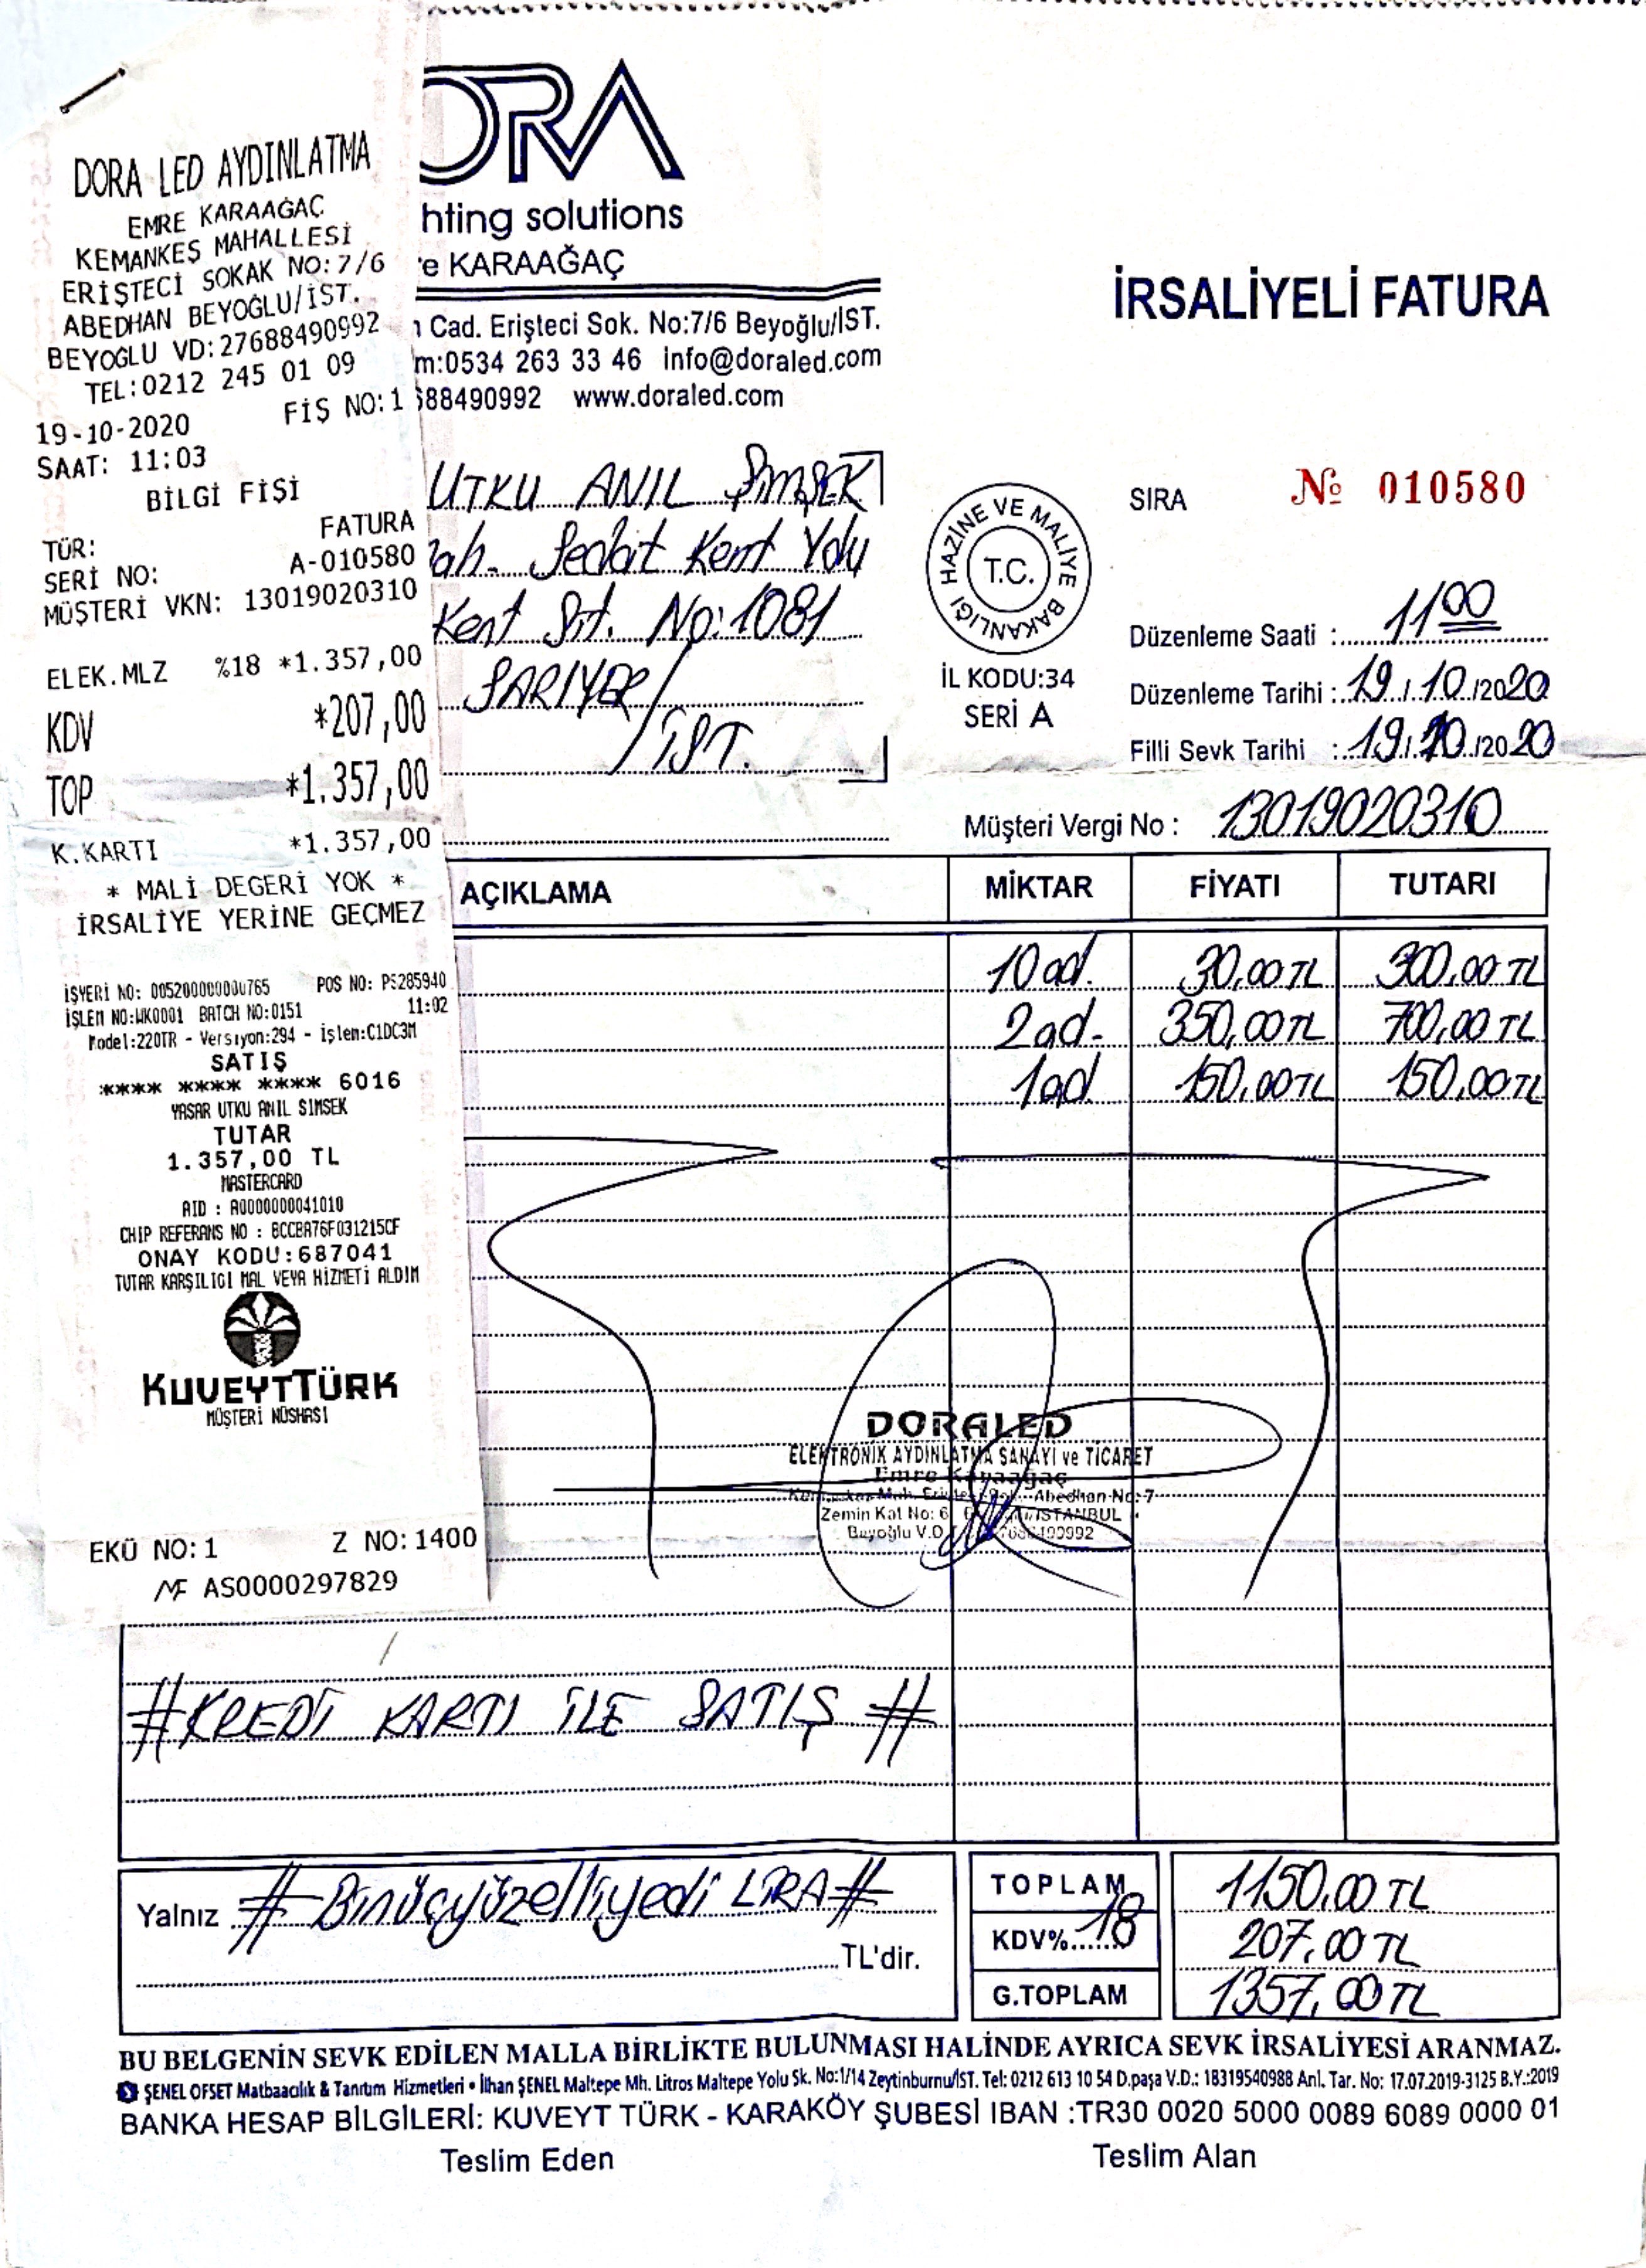 DORA LED AYDINLATMA
EMRE KARAAĞAÇ
KEMANKEŞ MAHALLESİ
ERİŞTECİ SOKAK NO:7/6
ABEDHAN BEYOĞLU/İST.
BEYOGLU VD:27688490992
TEL:0212 245 01 09
19-10-2020 FİŞ NO:1
SAAT: 11:03
BİLGİ FİŞİ
TÜR: FATURA
SERİ NO: A-010580
MÜŞTERİ VKN: 13019020310
ELEK.MLZ %18 *1.357,00
KDV *207,00
TOP *1.357,00
K.KARTI *1.357,00
* MALİ DEGERİ YOK *
İRSALİYE YERİNE GEÇMEZ
İŞYERİ NO: 005200000000765 POS NO: PS285940
İŞLEM NO:WK0001 BATCH NO:0151 11:02
Model:220TR - Versiyon:294 - İşlem:C1DC3M
SATIŞ
**** **** **** 6016
YASAR UTKU ANIL SIMSEK
TUTAR
1.357,00 TL
MASTERCARD
AID : A0000000041010
CHIP REFERANS NO : BCCBA76F031215CF
ONAY KODU:687041
TUTAR KARŞILIGI MAL VEYA HİZMETİ ALDIM
KUVEYTTÜRK
MÜŞTERİ NÜSHASI
EKÜ NO:1 Z NO:1400
MF AS0000297829
ORA
hting solutions
e KARAAĞAÇ
Cad. Erişteci Sok. No:7/6 Beyoğlu/İST.
m:0534 263 33 46 info@doraled.com
688490992 www.doraled.com
İRSALİYELİ FATURA
UTKU ANIL ŞİMŞEK
ah. Sedat Kent Yolu
Kent Sit. No:1081
SARIYER/
İST.
T.C. HAZİNE VE MALİYE BAKANLIĞI
İL KODU:34
SERİ A
SIRA № 010580
Düzenleme Saati : 11 00
Düzenleme Tarihi : 19/10/2020
Filli Sevk Tarihi : 19/10/2020
Müşteri Vergi No : 13019020310
AÇIKLAMA MİKTAR FİYATI TUTARI
10 ad. 30,00 TL 300,00 TL
2 ad. 350,00 TL 700,00 TL
1 ad 150,00 TL 150,00 TL
DORALED
ELEKTRONİK AYDINLATMA SANAYİ ve TİCARET
Emre Karaağaç
Abedhan No:7
Zemin Kat No: 6 İSTANBUL
Beyoğlu V.D.
# KREDİ KARTI İLE SATIŞ #
Yalnız # Binüçyüzelliyedi LİRA #
TL'dir.
TOPLAM 1150,00 TL
KDV% 18 207,00 TL
G.TOPLAM 1357,00 TL
BU BELGENİN SEVK EDİLEN MALLA BİRLİKTE BULUNMASI HALİNDE AYRICA SEVK İRSALİYESİ ARANMAZ.
ŞENEL OFSET Matbaacılık & Tanıtım Hizmetleri • İlhan ŞENEL Maltepe Mh. Litros Maltepe Yolu Sk. No:1/14 Zeytinburnu/İST. Tel: 0212 613 10 54 D.paşa V.D.: 18319540988 Anl. Tar. No: 17.07.2019-3125 B.Y.:2019
BANKA HESAP BİLGİLERİ: KUVEYT TÜRK - KARAKÖY ŞUBESİ IBAN :TR30 0020 5000 0089 6089 0000 01
Teslim Eden Teslim Alan